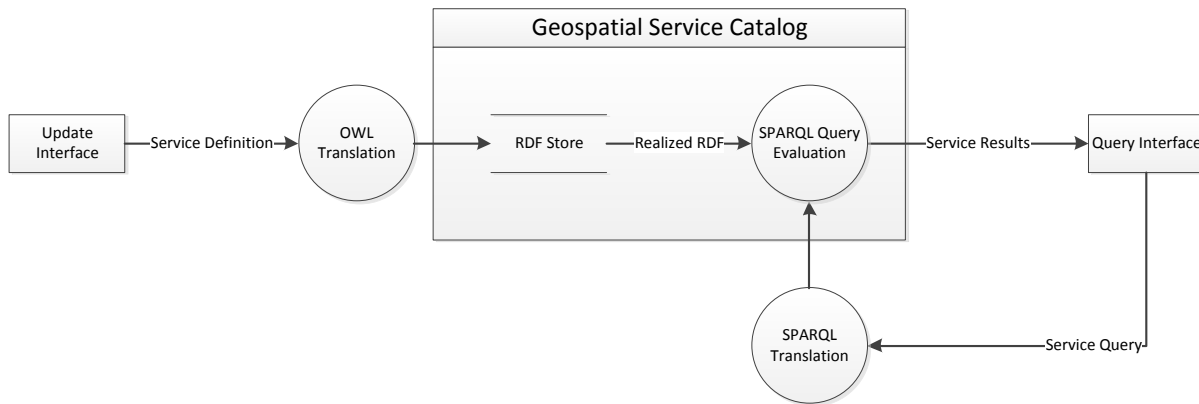 Geospatial Service Catalog
Update
Interface
Service Definition
OWL
Translation
RDF Store
Realized RDF
SPARQL Query
Evaluation
Service Results
Query Interface
SPARQL
Translation
Service Query